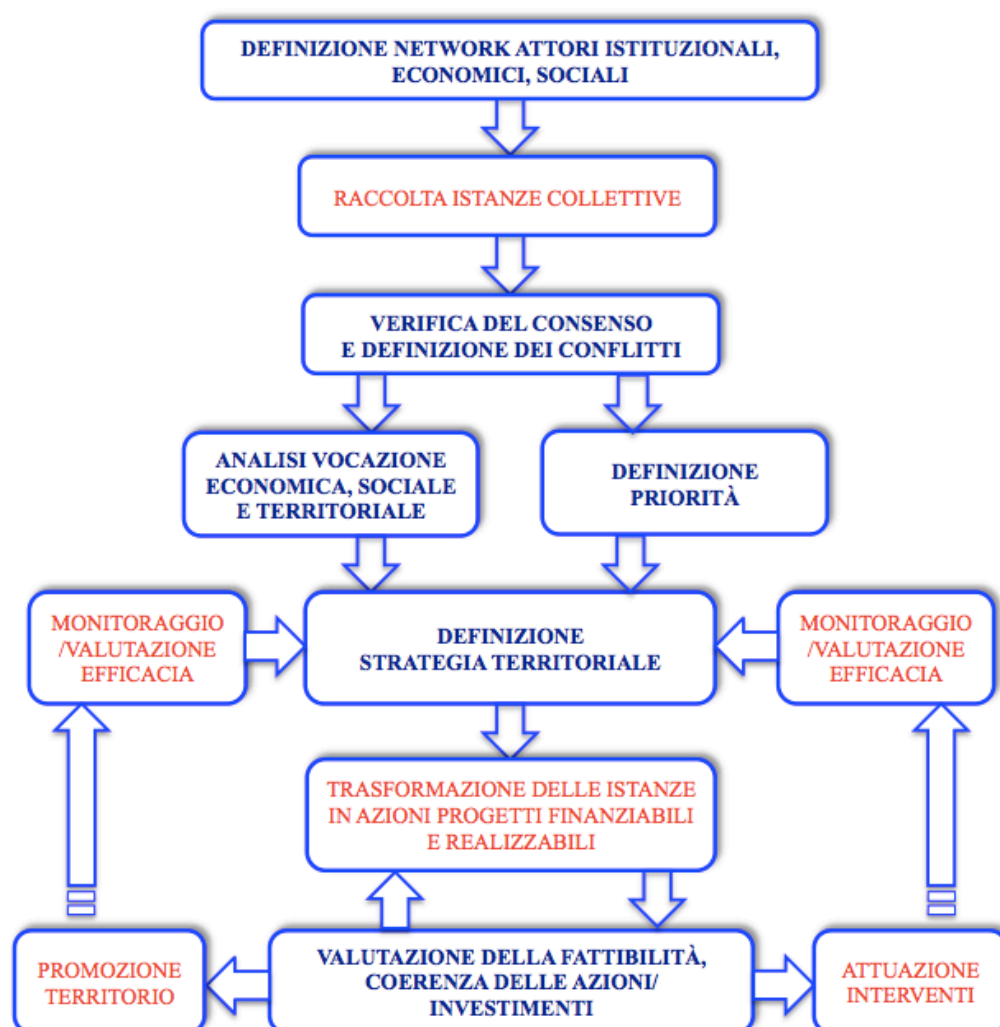 DEFINIZIONE NETWORK ATTORI ISTITUZIONALI,
ECONOMICI, SOCIALI
RACCOLTA ISTANZE COLLETTIVE
VERIFICA DEL CONSENSO
E DEFINIZIONE DEI CONFLITTI
ANALISI VOCAZIONE
ECONOMICA, SOCIALE
E TERRITORIALE
DEFINIZIONE
PRIORITÀ
MONITORAGGIO
/VALUTAZIONE
EFFICACIA
DEFINIZIONE
STRATEGIA TERRITORIALE
MONITORAGGIO
/VALUTAZIONE
EFFICACIA
TRASFORMAZIONE DELLE ISTANZE
IN AZIONI PROGETTI FINANZIABILI
E REALIZZABILI
PROMOZIONE
TERRITORIO
VALUTAZIONE DELLA FATTIBILITÀ,
COERENZA DELLE AZIONI/
INVESTIMENTI
ATTUAZIONE
INTERVENTI